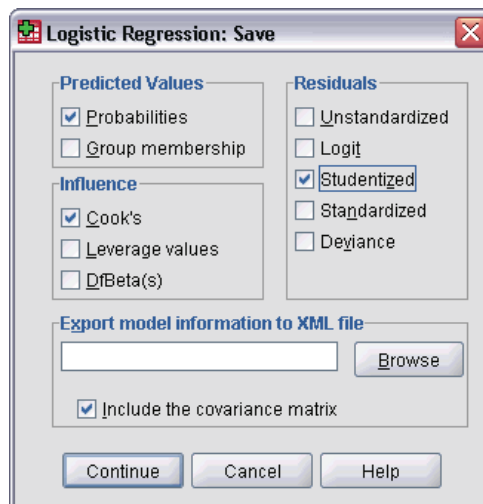 Logistic Regression: Save
Predicted Values
Probabilities
Group membership
Influence
Cook's
Leverage values
DfBeta(s)
Residuals
Unstandardized
Logit
Studentized
Standardized
Deviance
Export model information to XML file
Browse
Include the covariance matrix
Continue
Cancel
Help